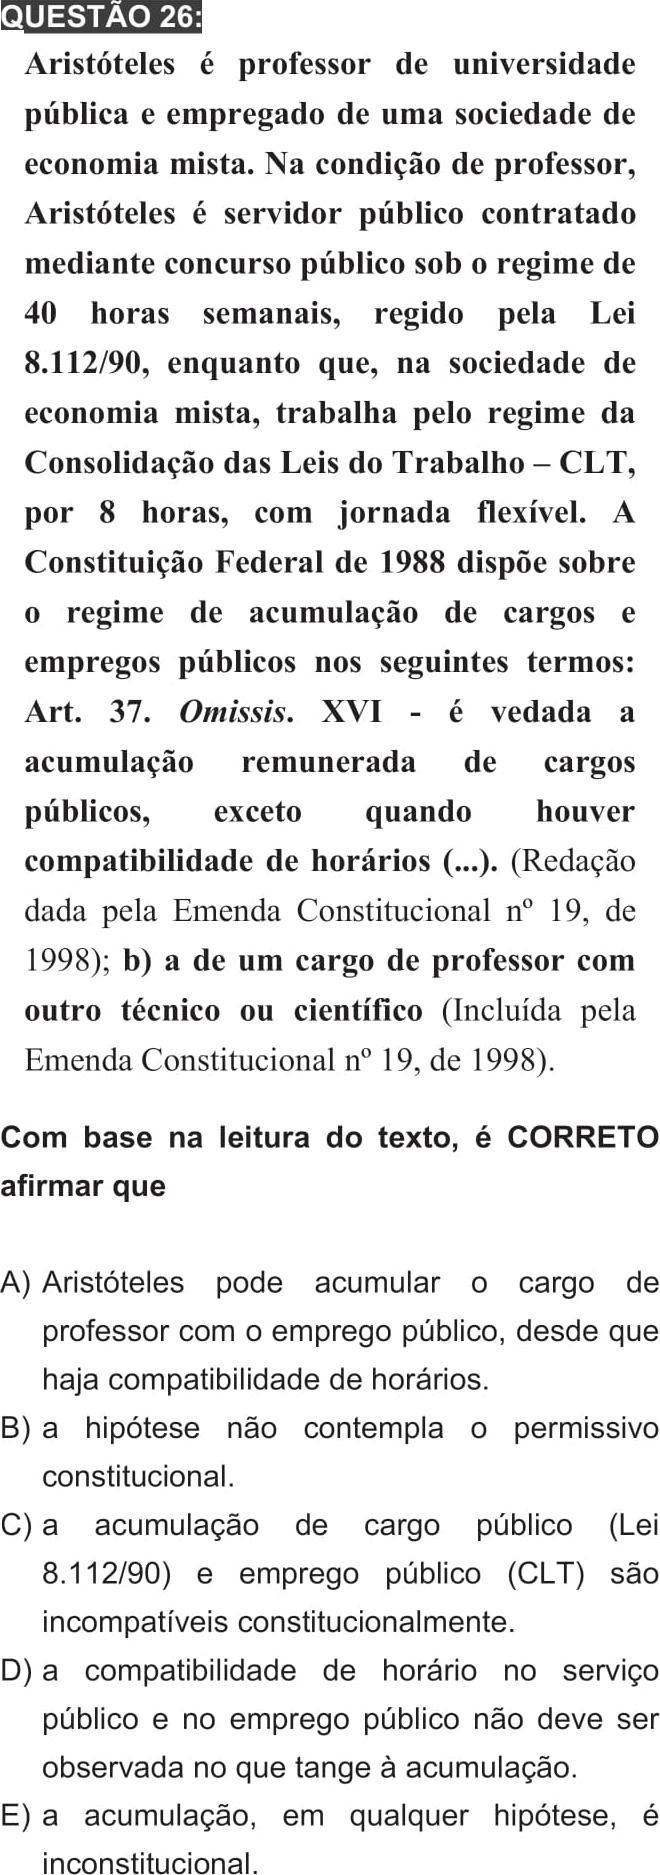 QUESTÃO 26:
Aristóteles é professor de universidade
pública e empregado de uma sociedade de
economia mista. Na condição de professor,
Aristóteles é servidor público contratado
mediante concurso público sob o regime de
40 horas semanais, regido pela Lei
8.112/90, enquanto que, na sociedade de
economia mista, trabalha pelo regime da
Consolidação das Leis do Trabalho – CLT,
por 8 horas, com jornada flexível. A
Constituição Federal de 1988 dispõe sobre
o regime de acumulação de cargos e
empregos públicos nos seguintes termos:
Art. 37. Omissis. XVI - é vedada a
acumulação remunerada de cargos
públicos, exceto quando houver
compatibilidade de horários (...). (Redação
dada pela Emenda Constitucional nº 19, de
1998); b) a de um cargo de professor com
outro técnico ou científico (Incluída pela
Emenda Constitucional nº 19, de 1998).
Com base na leitura do texto, é CORRETO
afirmar que
A) Aristóteles pode acumular o cargo de
professor com o emprego público, desde que
haja compatibilidade de horários.
B) a hipótese não contempla o permissivo
constitucional.
C) a acumulação de cargo público (Lei
8.112/90) e emprego público (CLT) são
incompatíveis constitucionalmente.
D) a compatibilidade de horário no serviço
público e no emprego público não deve ser
observada no que tange à acumulação.
E) a acumulação, em qualquer hipótese, é
inconstitucional.